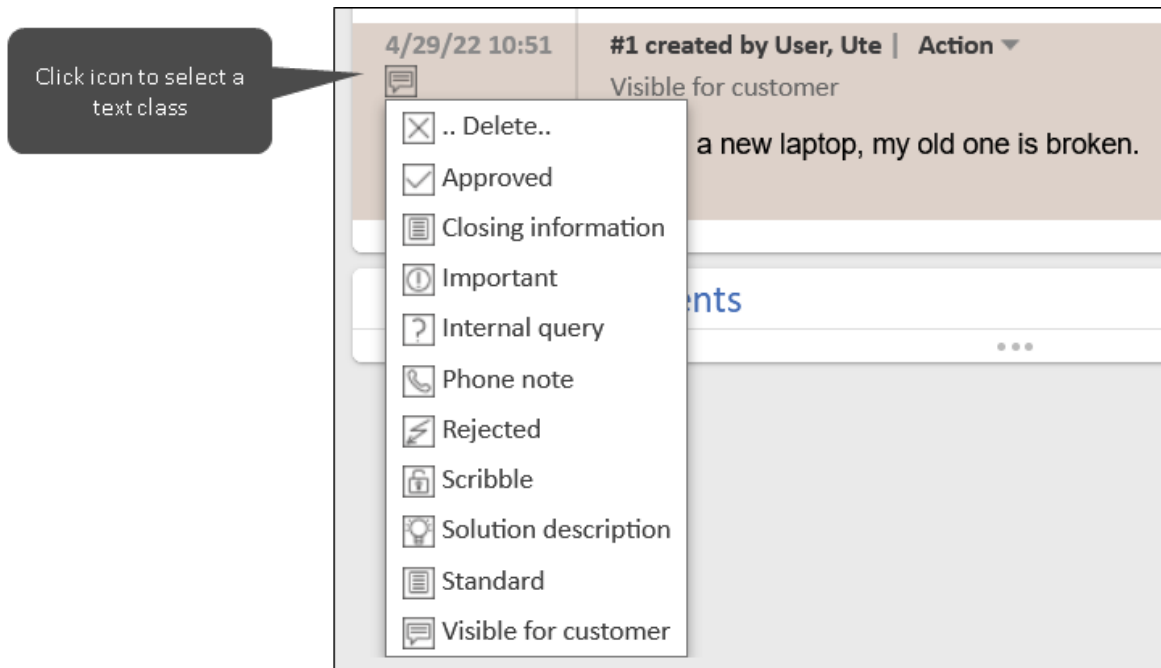 Click icon to select a
text class
4/29/22 10:51
#1 created by User, Ute | Action
Visible for customer
a new laptop, my old one is broken.
.. Delete..
Approved
Closing information
Important
Internal query
Phone note
Rejected
Scribble
Solution description
Standard
Visible for customer
ents